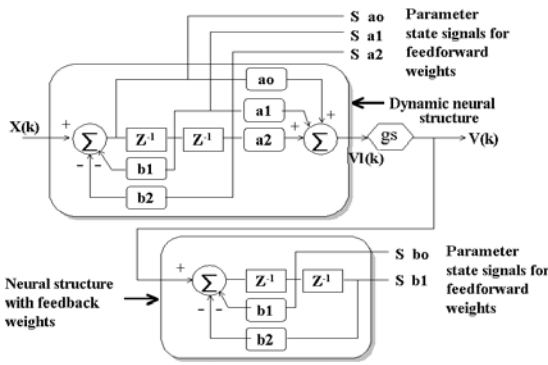 S ao Parameter
S a1 state signals for
S a2 feedforward
weights
ao
a1
Dynamic neural
structure
X(k) + Σ Z-1 Z-1 a2 + + Σ gs V(k)
V1(k)
- -
b1
b2
S bo Parameter
state signals for
S b1 feedforward
weights
+ Σ Z-1 Z-1
Neural structure
with feedback
weights
- -
b1
b2